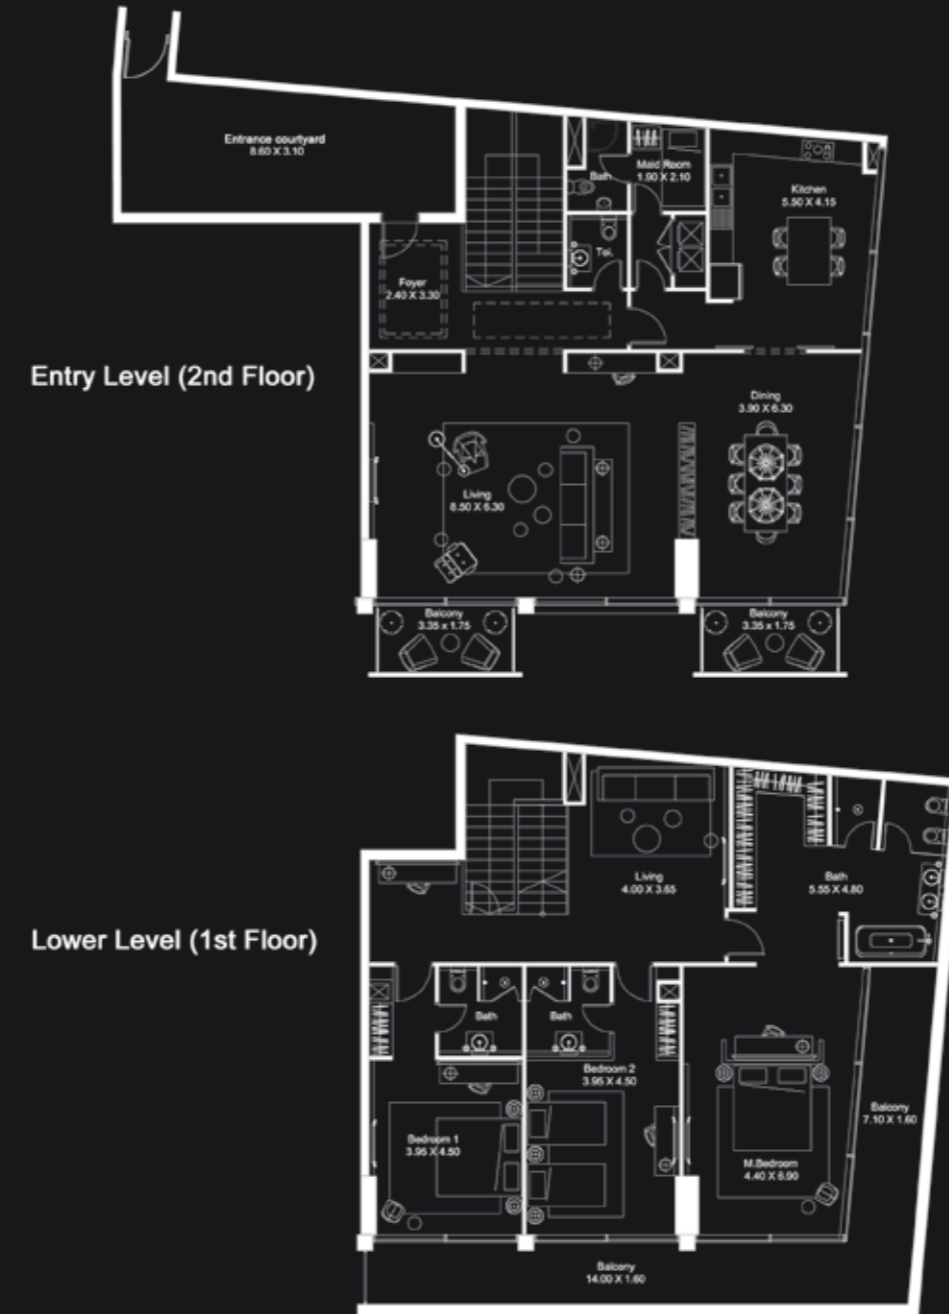 Entrance courtyard
8.60 X 3.10
Bath
Maid Room
1.90 X 2.10
Kitchen
5.50 X 4.15
Toi.
Foyer
2.40 X 3.30
Entry Level (2nd Floor)
Dining
3.90 X 6.30
Living
8.50 X 6.30
Balcony
3.35 x 1.75
Balcony
3.35 x 1.75
Living
4.00 X 3.65
Bath
5.55 X 4.80
Lower Level (1st Floor)
Bath
Bath
Bedroom 2
3.95 X 4.50
Bedroom 1
3.95 X 4.50
Balcony
7.10 X 1.60
M.Bedroom
4.40 X 6.90
Balcony
14.00 X 1.60